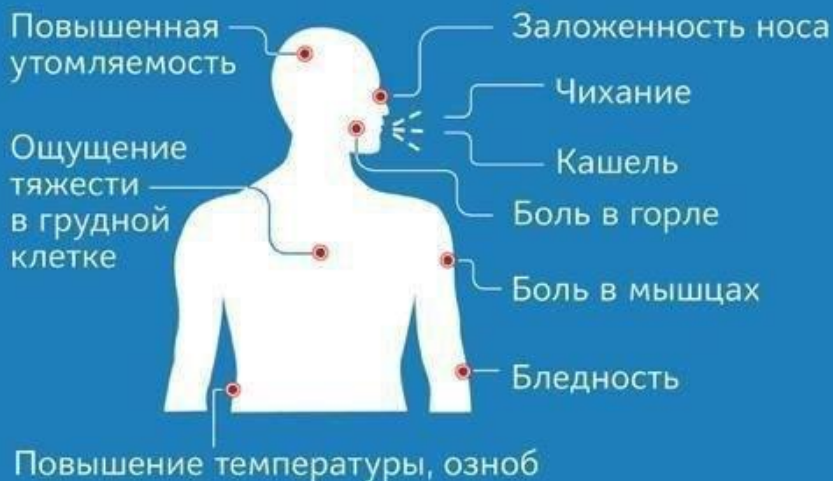 Повышенная
утомляемость
Ощущение
тяжести
в грудной
клетке
Заложенность носа
Чихание
Кашель
Боль в горле
Боль в мышцах
Бледность
Повышение температуры, озноб